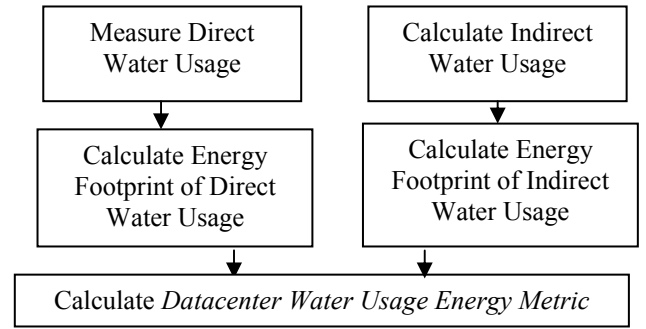 Measure Direct
Water Usage
Calculate Indirect
Water Usage
Calculate Energy
Footprint of Direct
Water Usage
Calculate Energy
Footprint of Indirect
Water Usage
Calculate Datacenter Water Usage Energy Metric